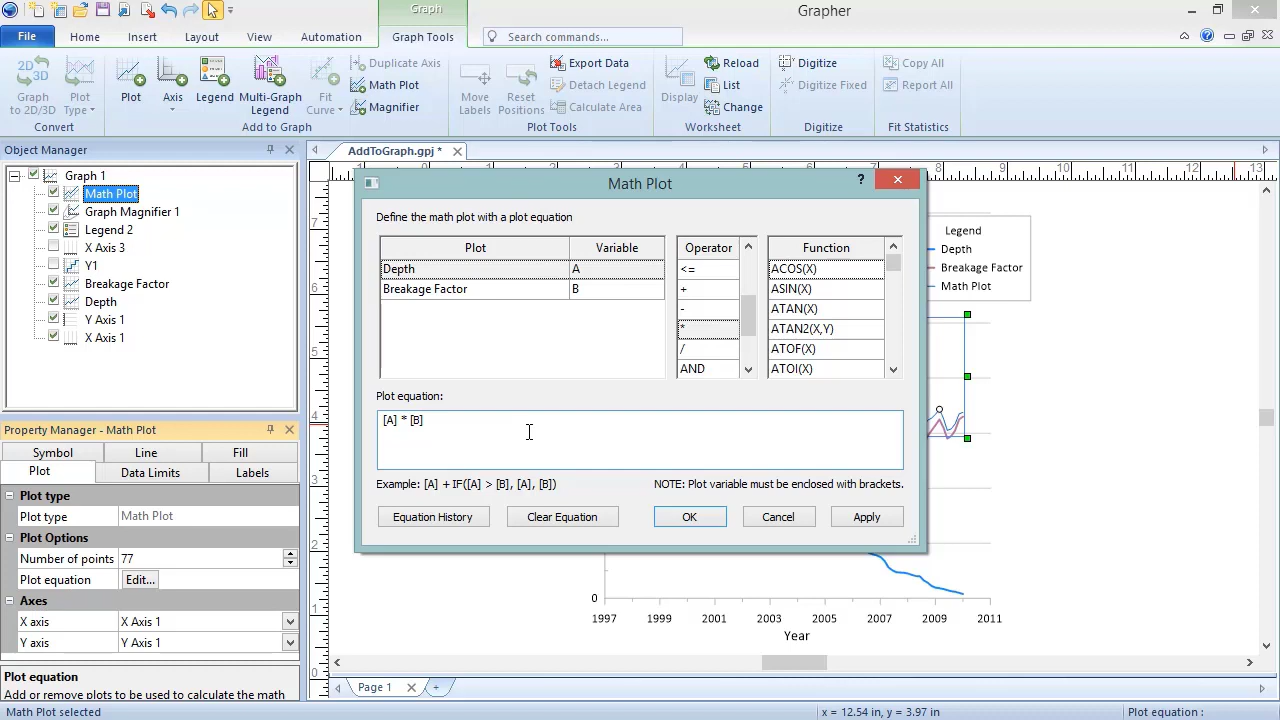 Graph
Grapher
File
Home
Insert
Layout
View
Automation
Graph Tools
Search commands...
Graph to 2D/3D
Plot Type
Convert
Plot
Axis
Legend
Multi-Graph Legend
Fit Curve
Duplicate Axis
Math Plot
Magnifier
Add to Graph
Move Labels
Reset Positions
Export Data
Detach Legend
Calculate Area
Plot Tools
Display
Reload
List
Change
Worksheet
Digitize
Digitize Fixed
Digitize
Copy All
Report All
Fit Statistics
Object Manager
AddToGraph.gpj *
Graph 1
Math Plot
Graph Magnifier 1
Legend 2
X Axis 3
Y1
Breakage Factor
Depth
Y Axis 1
X Axis 1
Property Manager - Math Plot
Symbol
Line
Fill
Plot
Data Limits
Labels
Plot type
Plot type
Math Plot
Plot Options
Number of points
77
Plot equation
Edit...
Axes
X axis
X Axis 1
Y axis
Y Axis 1
Plot equation
Add or remove plots to be used to calculate the math
Math Plot
?
Define the math plot with a plot equation
Plot
Variable
Operator
Function
Depth
A
<=
ACOS(X)
Breakage Factor
B
+
ASIN(X)
-
ATAN(X)
*
ATAN2(X,Y)
/
ATOF(X)
AND
ATOI(X)
Plot equation:
[A] * [B]
Example: [A] + IF([A] > [B], [A], [B])
NOTE: Plot variable must be enclosed with brackets.
Equation History
Clear Equation
OK
Cancel
Apply
Legend
Depth
Breakage Factor
Math Plot
0
1997
1999
2001
2003
2005
2007
2009
2011
Year
Page 1
Math Plot selected
x = 12.54 in, y = 3.97 in
Plot equation :